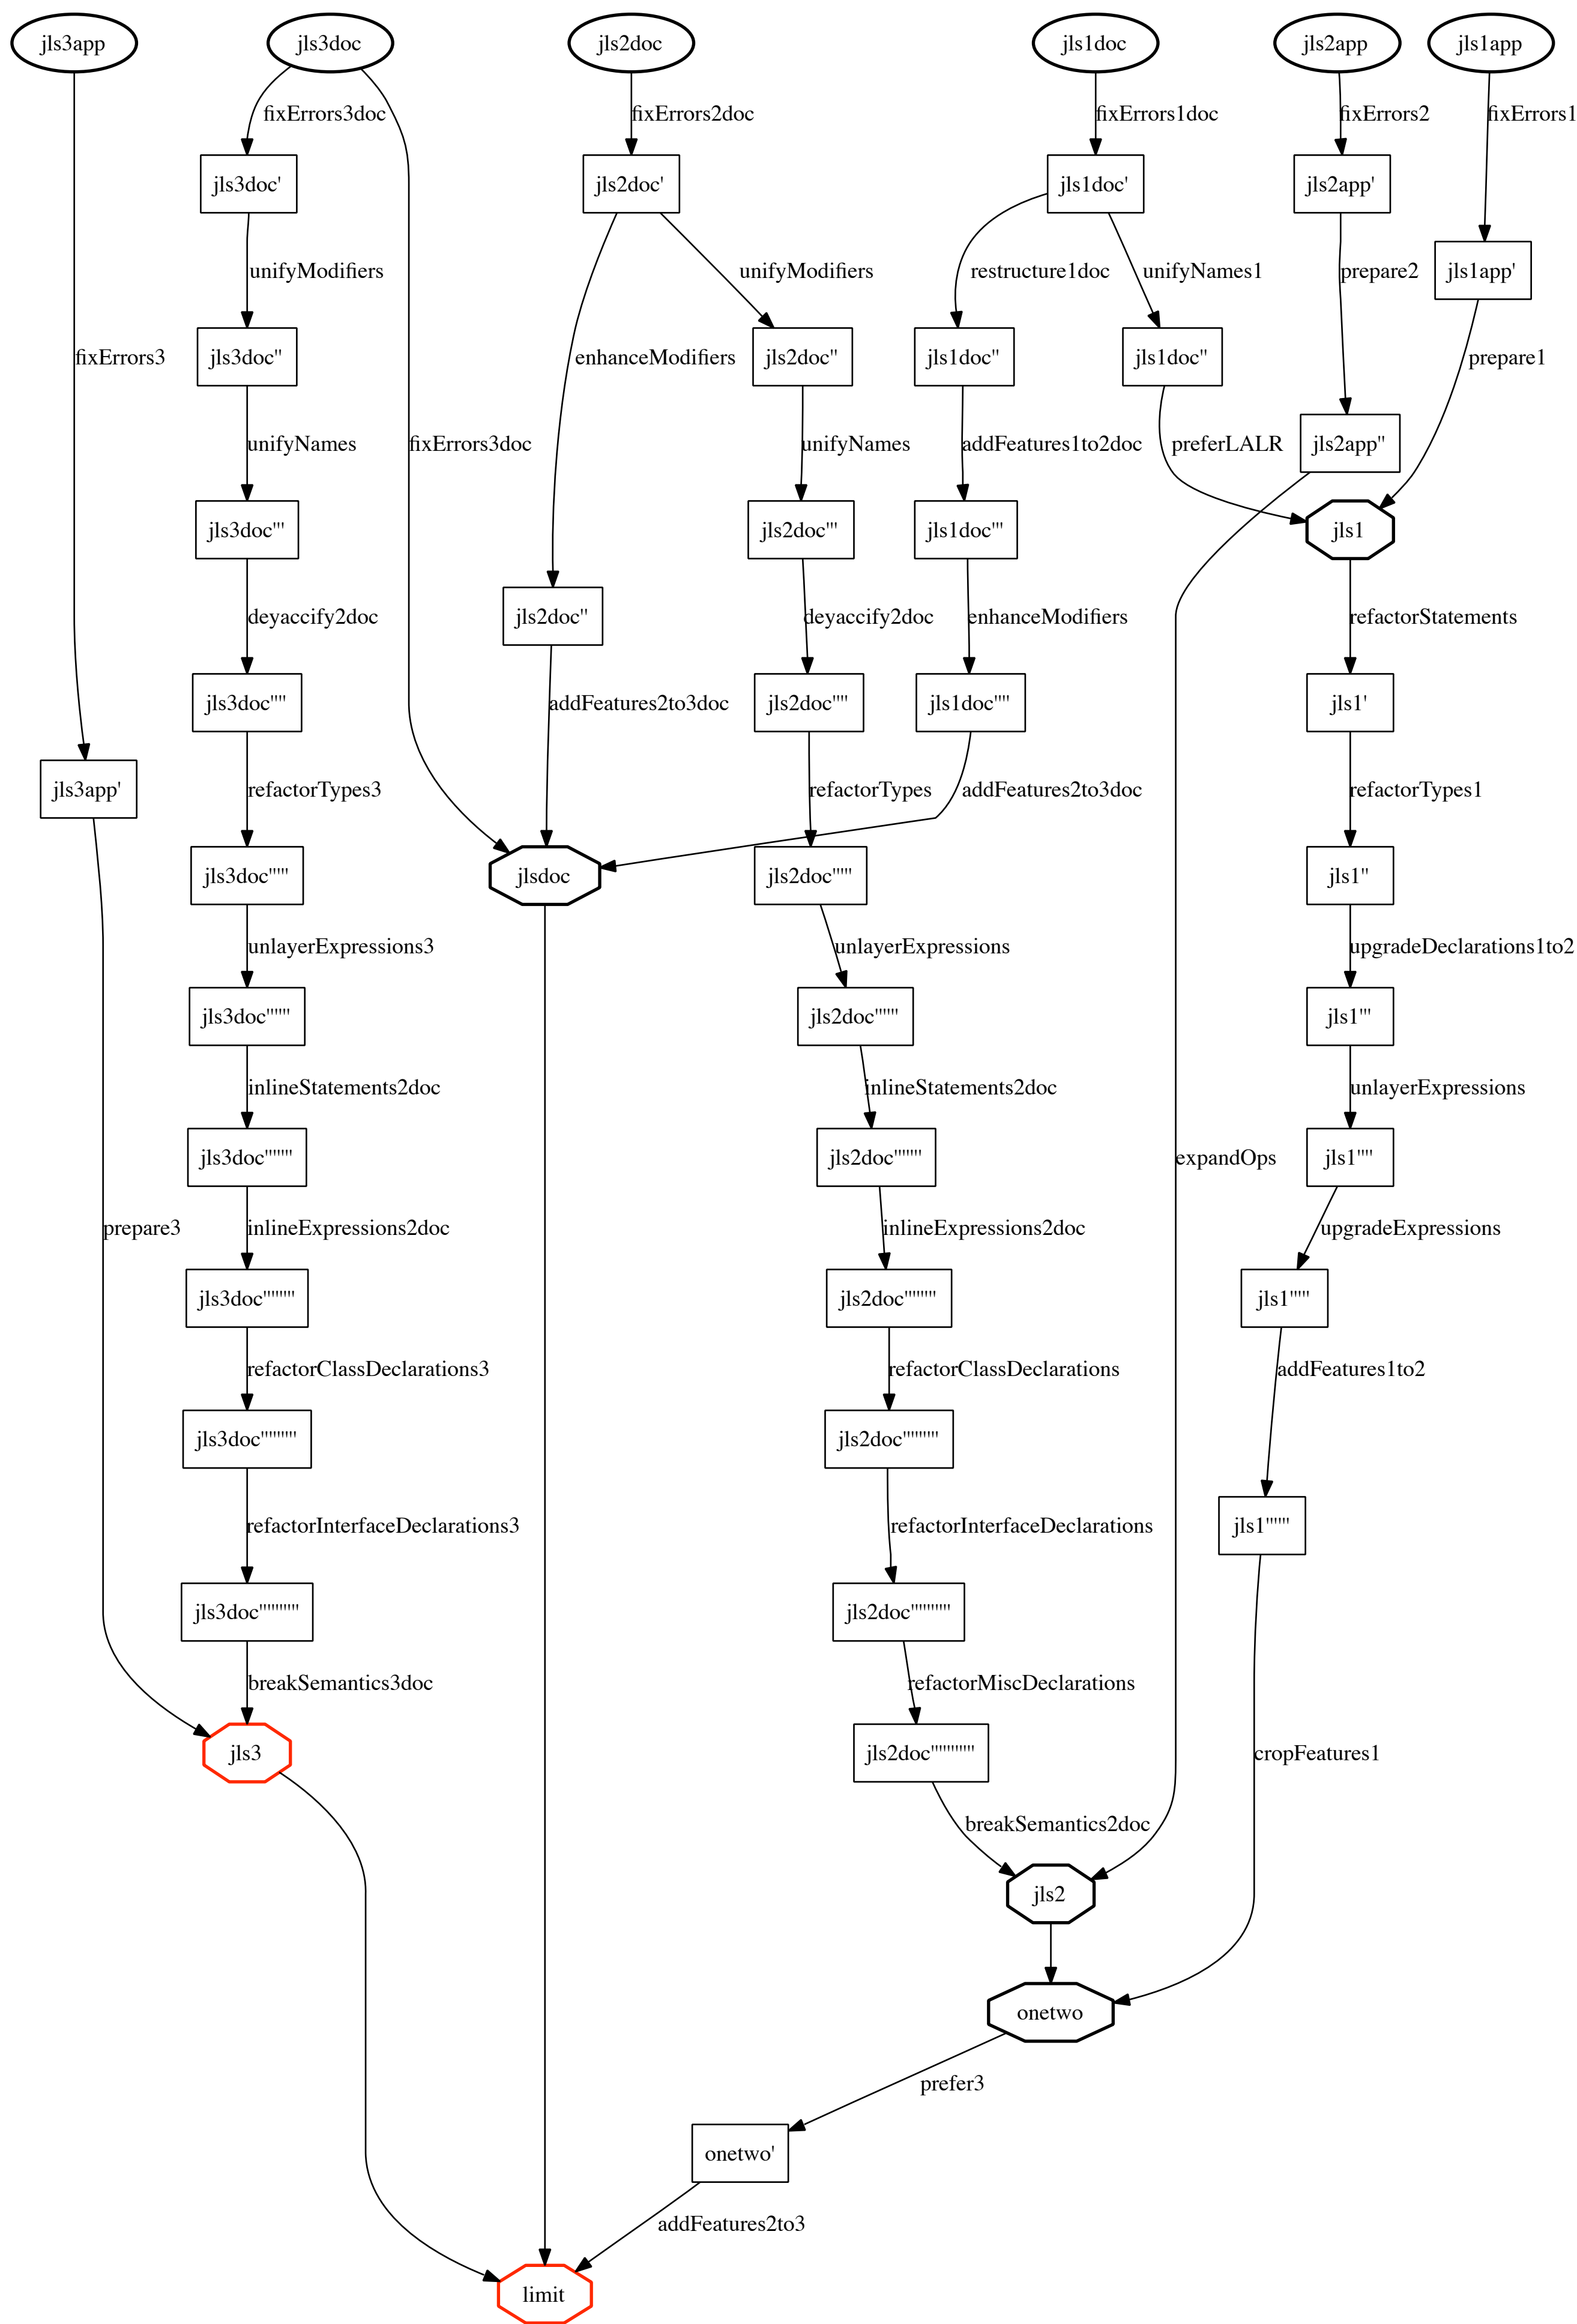 jls3app
jls3doc
jls2doc
jls1doc
jls2app
jls1app
fixErrors3doc
fixErrors2doc
fixErrors1doc
fixErrors2
fixErrors1
jls3doc'
jls2doc'
jls1doc'
jls2app'
unifyModifiers
unifyModifiers
restructure1doc
unifyNames1
prepare2
jls1app'
fixErrors3
jls3doc''
enhanceModifiers
jls2doc''
jls1doc''
jls1doc''
prepare1
unifyNames
fixErrors3doc
unifyNames
addFeatures1to2doc
preferLALR
jls2app''
jls3doc'''
jls2doc'''
jls1doc'''
jls1
deyaccify2doc
jls2doc''
deyaccify2doc
enhanceModifiers
refactorStatements
jls3doc''''
addFeatures2to3doc
jls2doc''''
jls1doc''''
jls1'
jls3app'
refactorTypes3
refactorTypes
addFeatures2to3doc
refactorTypes1
jls3doc'''''
jlsdoc
jls2doc'''''
jls1''
unlayerExpressions3
unlayerExpressions
upgradeDeclarations1to2
jls3doc''''''
jls2doc''''''
jls1'''
inlineStatements2doc
inlineStatements2doc
unlayerExpressions
jls3doc'''''''
jls2doc'''''''
expandOps
jls1''''
prepare3
inlineExpressions2doc
inlineExpressions2doc
upgradeExpressions
jls3doc''''''''
jls2doc''''''''
jls1'''''
refactorClassDeclarations3
refactorClassDeclarations
addFeatures1to2
jls3doc'''''''''
jls2doc'''''''''
refactorInterfaceDeclarations3
refactorInterfaceDeclarations
jls1''''''
jls3doc''''''''''
jls2doc''''''''''
breakSemantics3doc
refactorMiscDeclarations
jls3
jls2doc'''''''''''
cropFeatures1
breakSemantics2doc
jls2
onetwo
prefer3
onetwo'
addFeatures2to3
limit